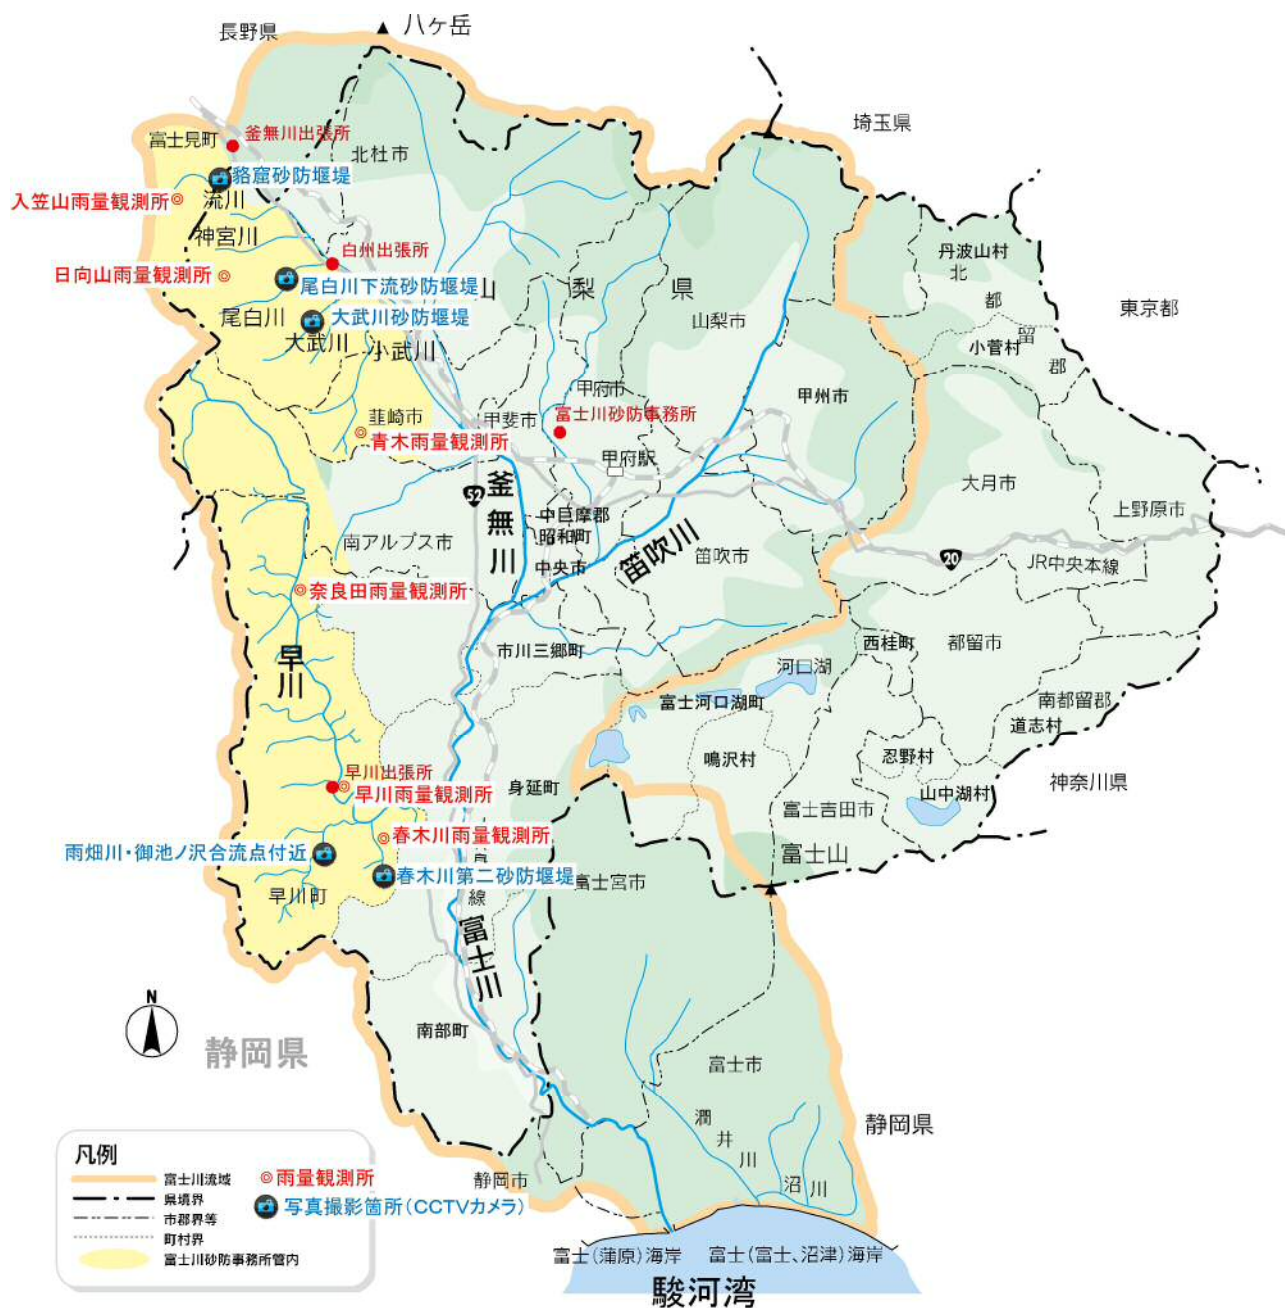 八ヶ岳
長野県
埼玉県
富士見町
釜無川出張所
北杜市
貉窟砂防堰堤
入笠山雨量観測所
流川
神宮川
白州出張所
丹波山村
日向山雨量観測所
尾白川下流砂防堰堤
山梨県
北都留郡
東京都
尾白川
大武川砂防堰堤
山梨市
大武川
小武川
小菅村
甲府市
甲州市
韮崎市
甲斐市
富士川砂防事務所
青木雨量観測所
甲府駅
釜無川
52
大月市
上野原市
中巨摩郡
昭和町
南アルプス市
笛吹川
笛吹市
中央市
20
JR中央本線
奈良田雨量観測所
早川
市川三郷町
西桂町
都留市
河口湖
富士河口湖町
南都留郡
道志村
鳴沢村
忍野村
早川出張所
早川雨量観測所
身延町
山中湖村
神奈川県
富士吉田市
春木川雨量観測所
雨畑川・御池ノ沢合流点付近
富士山
春木川第二砂防堰堤
富士宮市
早川町
線
富士川
N
南部町
静岡県
富士市
潤井川
静岡県
沼川
静岡市
凡例
富士川流域
雨量観測所
県境界
写真撮影箇所(CCTVカメラ)
市郡界等
町村界
富士川砂防事務所管内
富士(蒲原)海岸
富士(富士、沼津)海岸
駿河湾